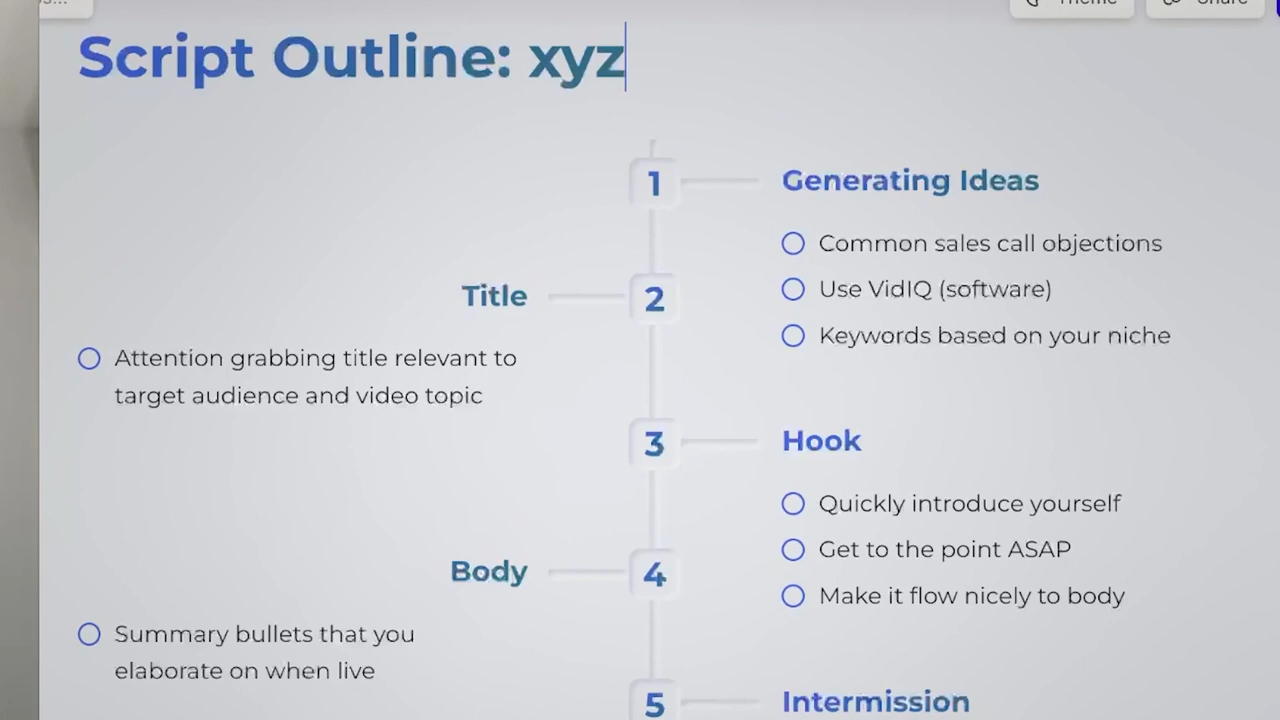 Theme
Share
Script Outline: xyz
1
Generating Ideas
Common sales call objections
Use VidIQ (software)
Keywords based on your niche
Title
2
Attention grabbing title relevant to
target audience and video topic
3
Hook
Quickly introduce yourself
Get to the point ASAP
Make it flow nicely to body
Body
4
Summary bullets that you
elaborate on when live
5
Intermission